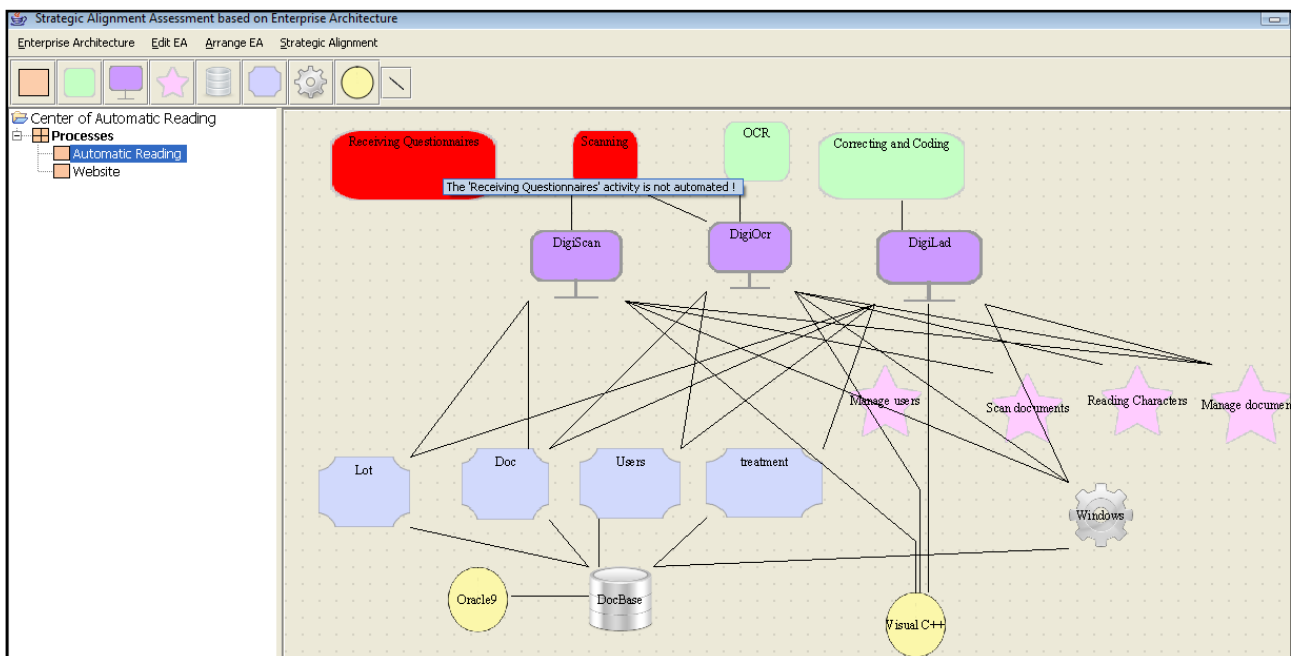 Strategic Alignment Assessment based on Enterprise Architecture
Enterprise Architecture Edit EA Arrange EA Strategic Alignment
Center of Automatic Reading
Processes
Automatic Reading
Website
Receiving Questionnaires
Scanning
OCR
Correcting and Coding
The 'Receiving Questionnaires' activity is not automated !
DigiScan
DigiOcr
DigiLad
Manage users
Scan documents
Reading Characters
Manage documen
Lot
Doc
Users
treatment
Windows
Oracle9
DocBase
Visual C++